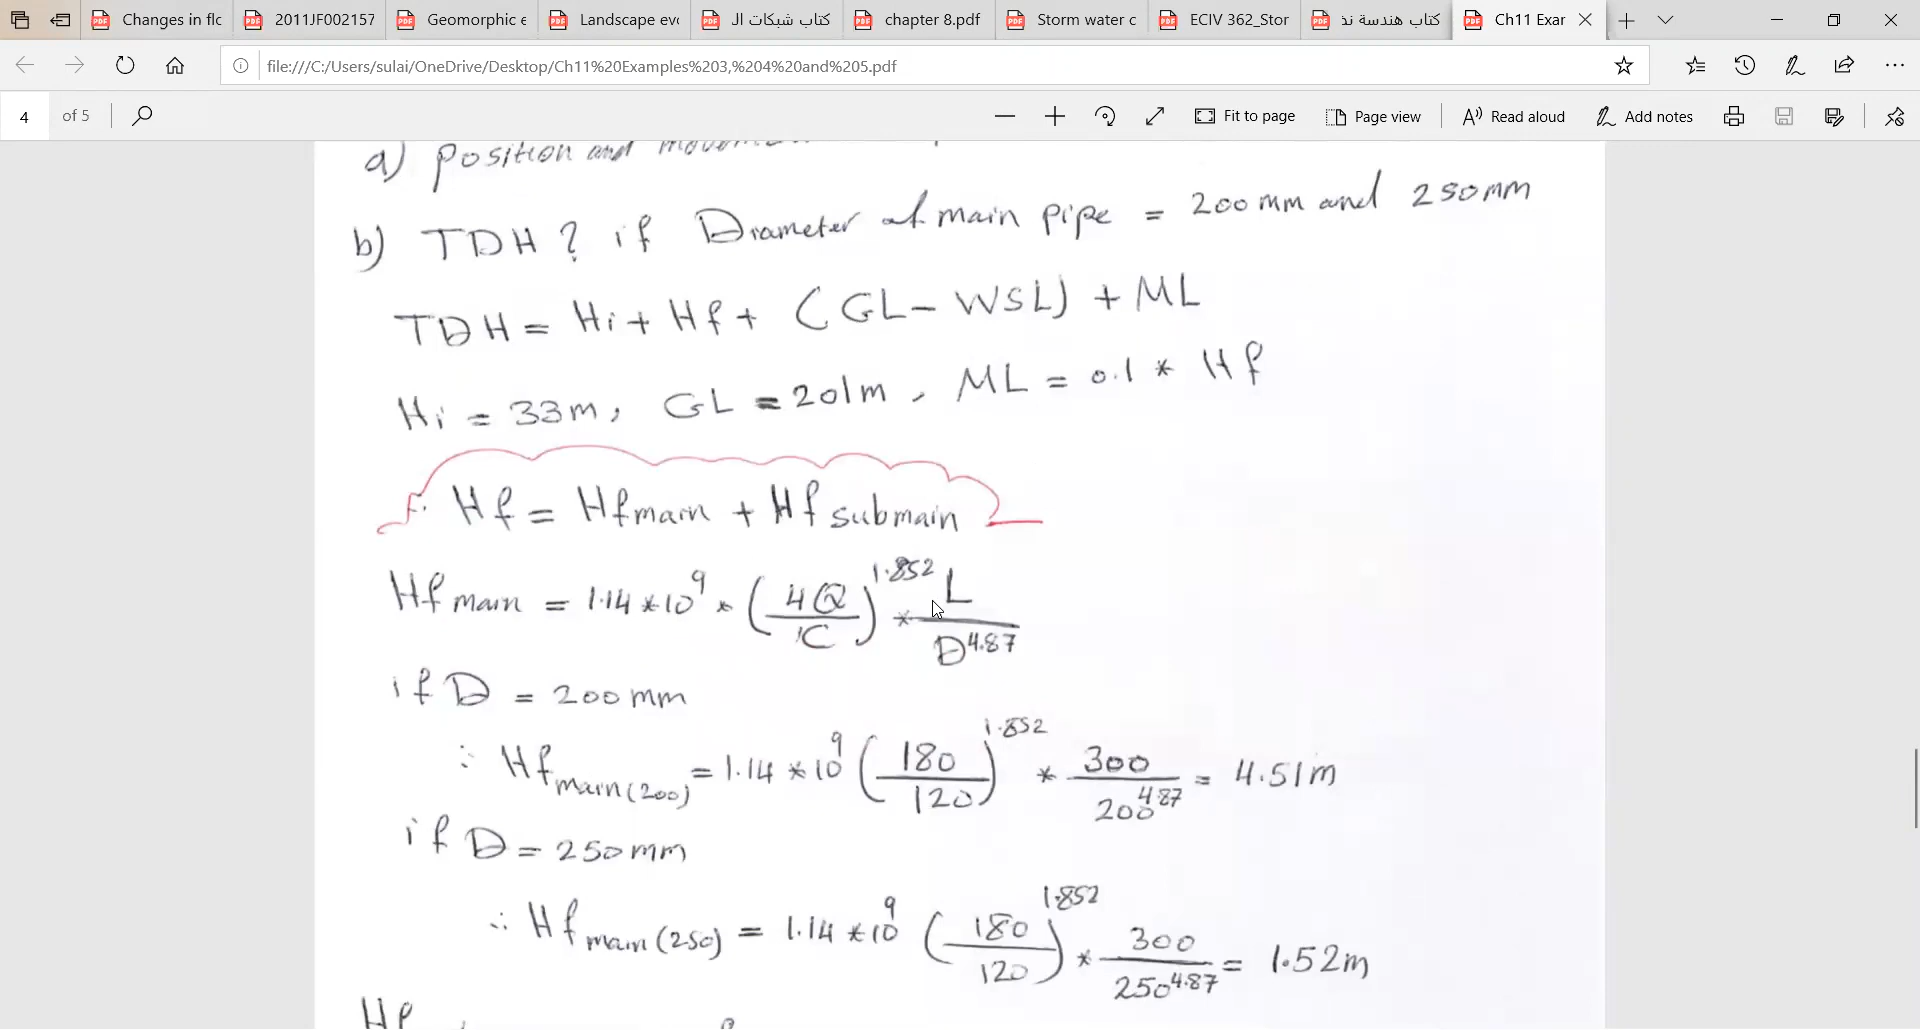 Changes in flc
2011JF002157
Geomorphic e
Landscape evo
كتاب شبكات ال
chapter 8.pdf
Storm water c
ECIV 362_Stor
كتاب هندسة نذ
Ch11 Exar
file:///C:/Users/sulai/OneDrive/Desktop/Ch11%20Examples%203,%204%20and%205.pdf
4 of 5
Fit to page
Page view
Read aloud
Add notes
a) Position and
b) TDH ? if Diameter of main pipe = 200 mm and 250mm
TDH = Hi + Hf + (GL - WSL) + ML
Hi = 33m, GL = 201m, ML = 0.1 * Hf
Hf = Hfmain + Hf submain
Hf main = 1.14 * 10^9 * (4Q/C)^1.852 * L/D^4.87
if D = 200 mm
∴ Hf main(200) = 1.14 * 10^9 (180/120)^1.852 * 300/200^4.87 = 4.51m
if D = 250 mm
∴ Hf main(250) = 1.14 * 10^9 (180/120)^1.852 * 300/250^4.87 = 1.52m
Hf